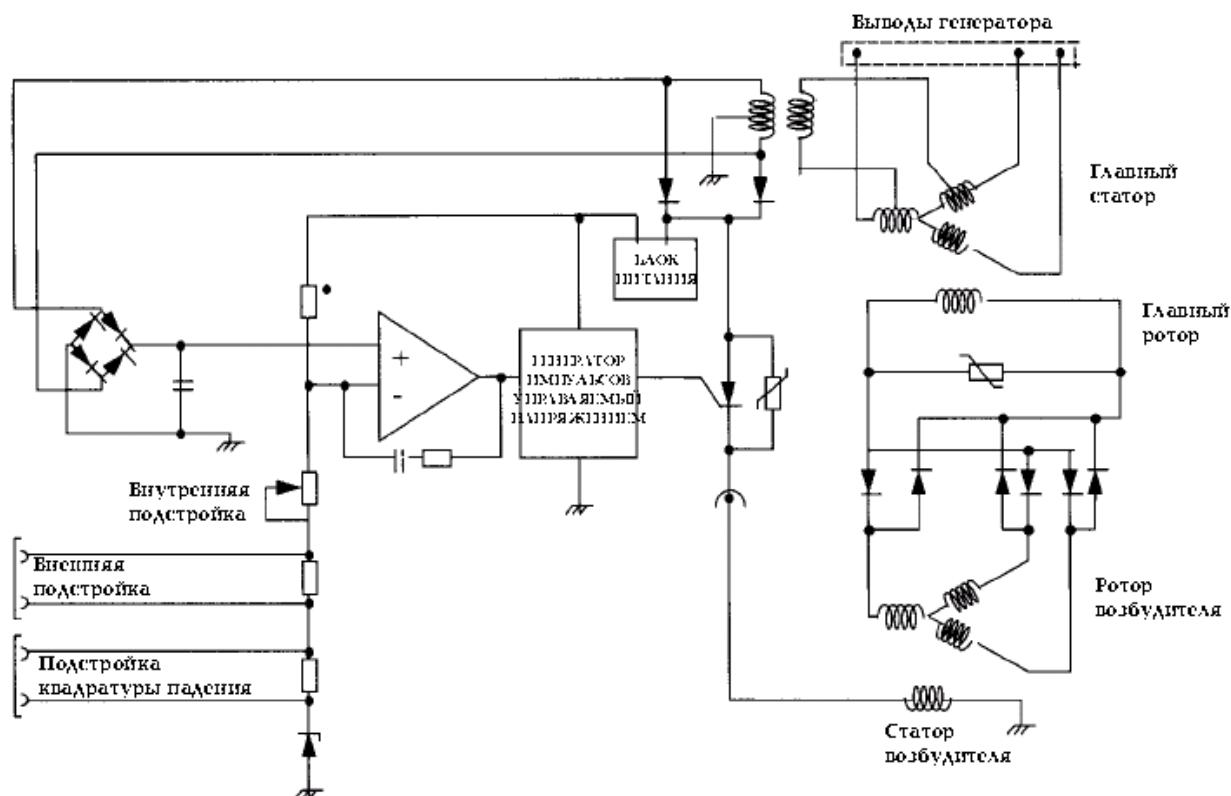 Выводы генератора
Главный
статор
БЛОК
ПИТАНИЯ
Главный
ротор
+
-
ГЕНЕРАТОР
ИМПУЛЬСОВ
УПРАВЛЯЕМЫЙ
НАПРЯЖЕНИЕМ
Внутренняя
подстройка
Внешняя
подстройка
Ротор
возбудителя
Подстройка
квадратуры падения
Статор
возбудителя